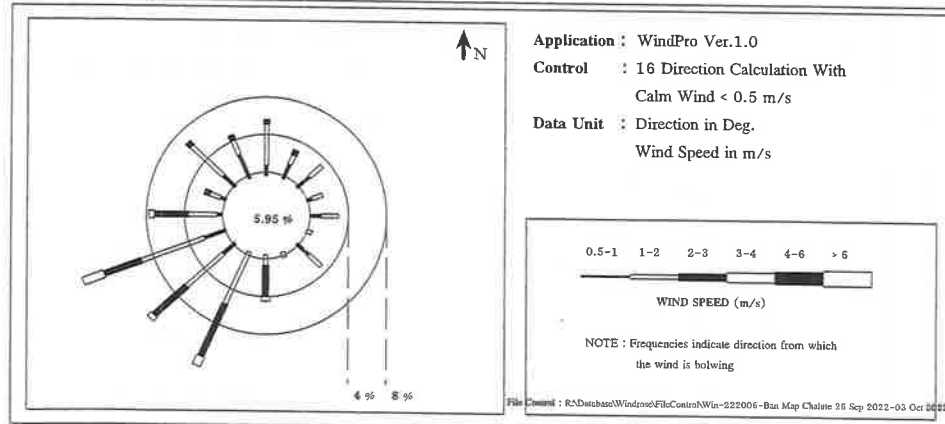 N
5.95 %
4 %
8 %
Application : WindPro Ver.1.0
Control : 16 Direction Calculation With
Calm Wind < 0.5 m/s
Data Unit : Direction in Deg.
Wind Speed in m/s
0.5-1 1-2 2-3 3-4 4-6 > 6
WIND SPEED (m/s)
NOTE : Frequencies indicate direction from which
the wind is bolwing
File Control : R:\Database\Windrose\FileControl\Win-222006-Ban Map Chalute 26 Sep 2022-03 Oct